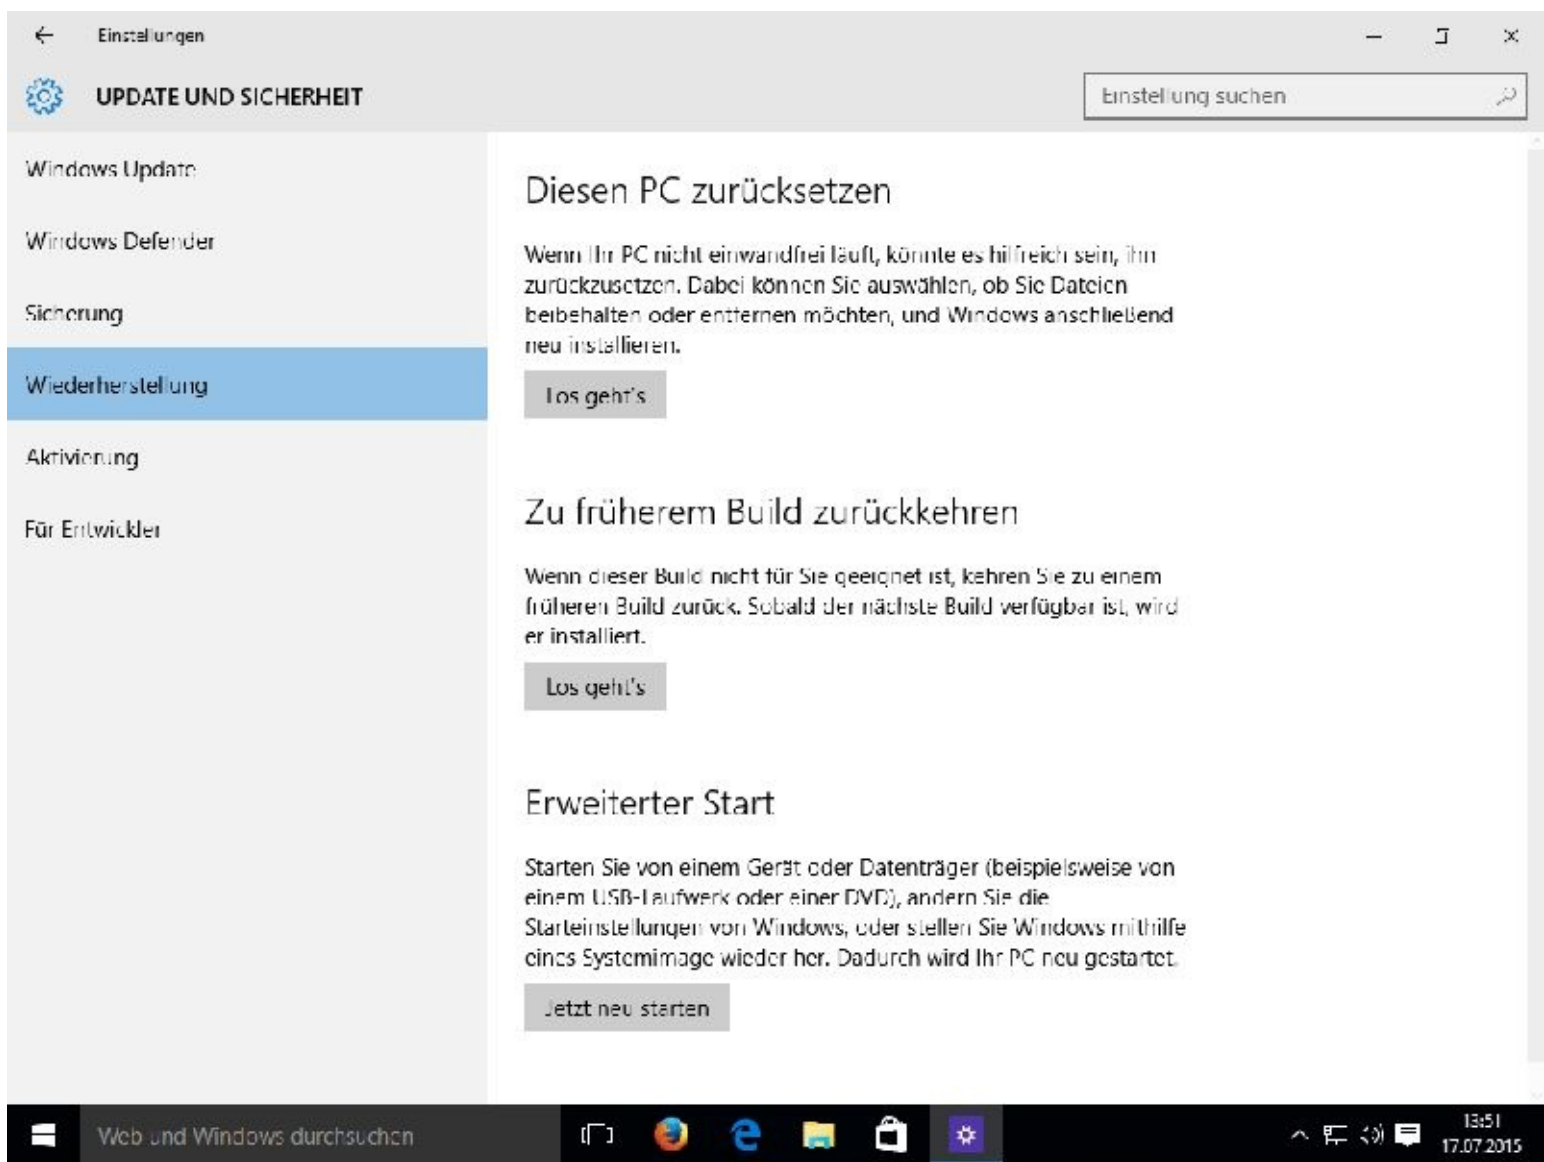 Einstellungen
UPDATE UND SICHERHEIT
Einstellung suchen
Windows Update
Windows Defender
Sicherung
Wiederherstellung
Aktivierung
Für Entwickler
Diesen PC zurücksetzen
Wenn Ihr PC nicht einwandfrei läuft, könnte es hilfreich sein, ihn
zurückzusetzen. Dabei können Sie auswählen, ob Sie Dateien
beibehalten oder entfernen möchten, und Windows anschließend
neu installieren.
Los geht's
Zu früherem Build zurückkehren
Wenn dieser Build nicht für Sie geeignet ist, kehren Sie zu einem
früheren Build zurück. Sobald der nächste Build verfügbar ist, wird
er installiert.
Los geht's
Erweiterter Start
Starten Sie von einem Gerät oder Datenträger (beispielsweise von
einem USB-Laufwerk oder einer DVD), ändern Sie die
Starteinstellungen von Windows, oder stellen Sie Windows mithilfe
eines Systemimage wieder her. Dadurch wird Ihr PC neu gestartet.
Jetzt neu starten
Web und Windows durchsuchen
13:51
17.07.2015